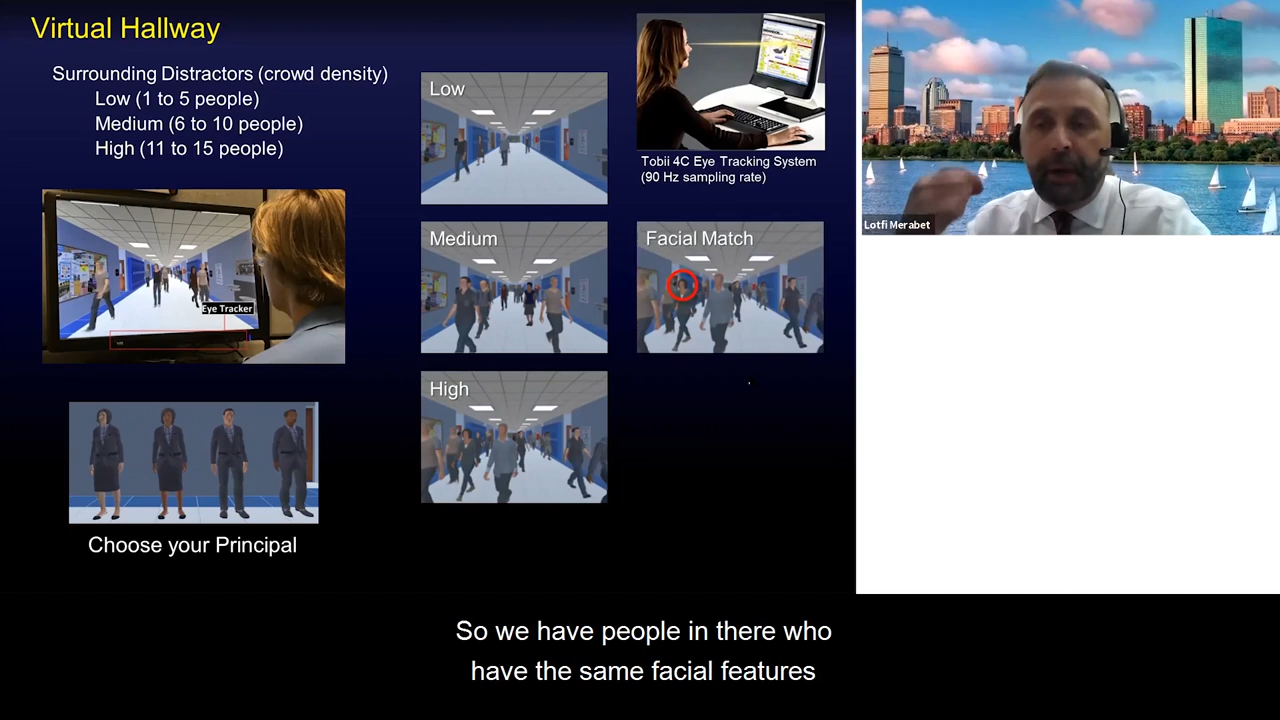 Virtual Hallway
Surrounding Distractors (crowd density)
Low (1 to 5 people)
Medium (6 to 10 people)
High (11 to 15 people)
Eye Tracker
Choose your Principal
Low
Medium
High
Tobii 4C Eye Tracking System
(90 Hz sampling rate)
Facial Match
Lotfi Merabet
So we have people in there who
have the same facial features